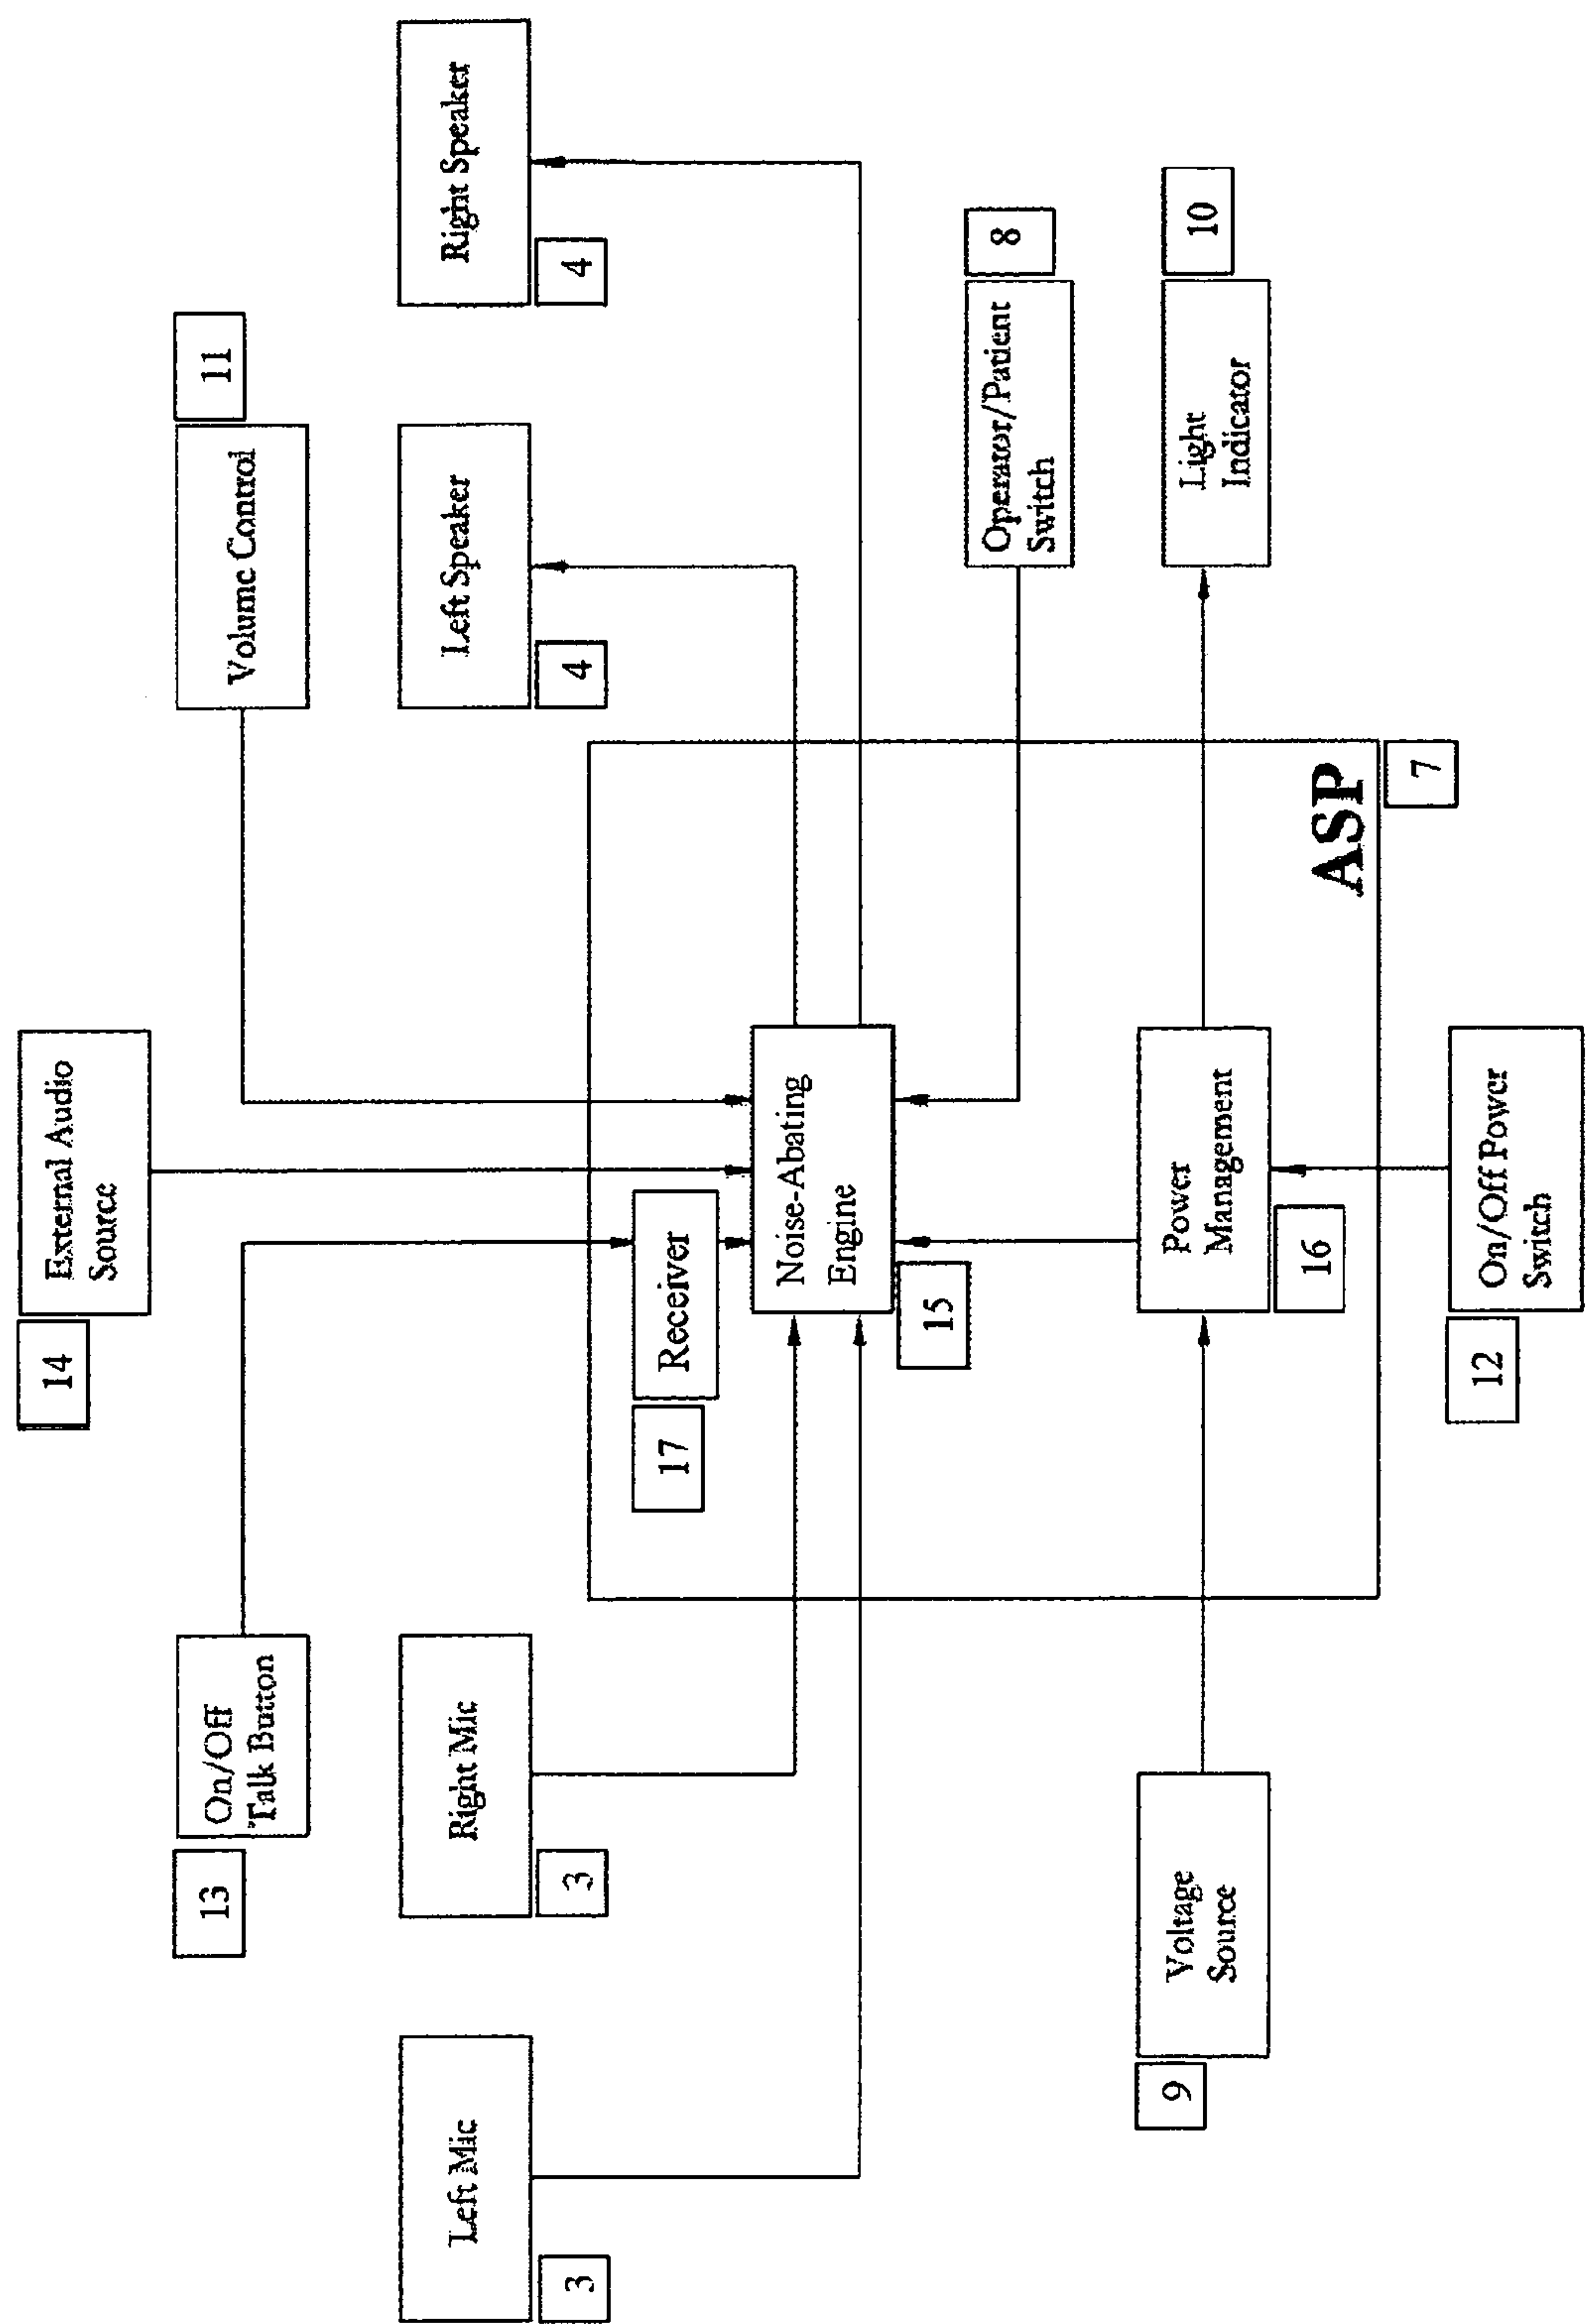 External Audio
Source
14
On/Off
Talk Button
13
Volume Control
11
Left Mic
3
Right Mic
3
Left Speaker
4
Right Speaker
4
Receiver
17
Noise-Abating
Engine
15
Operator/Patient
Switch
8
Voltage
Source
9
Power
Management
16
Light
Indicator
10
ASP
7
On/Off Power
Switch
12